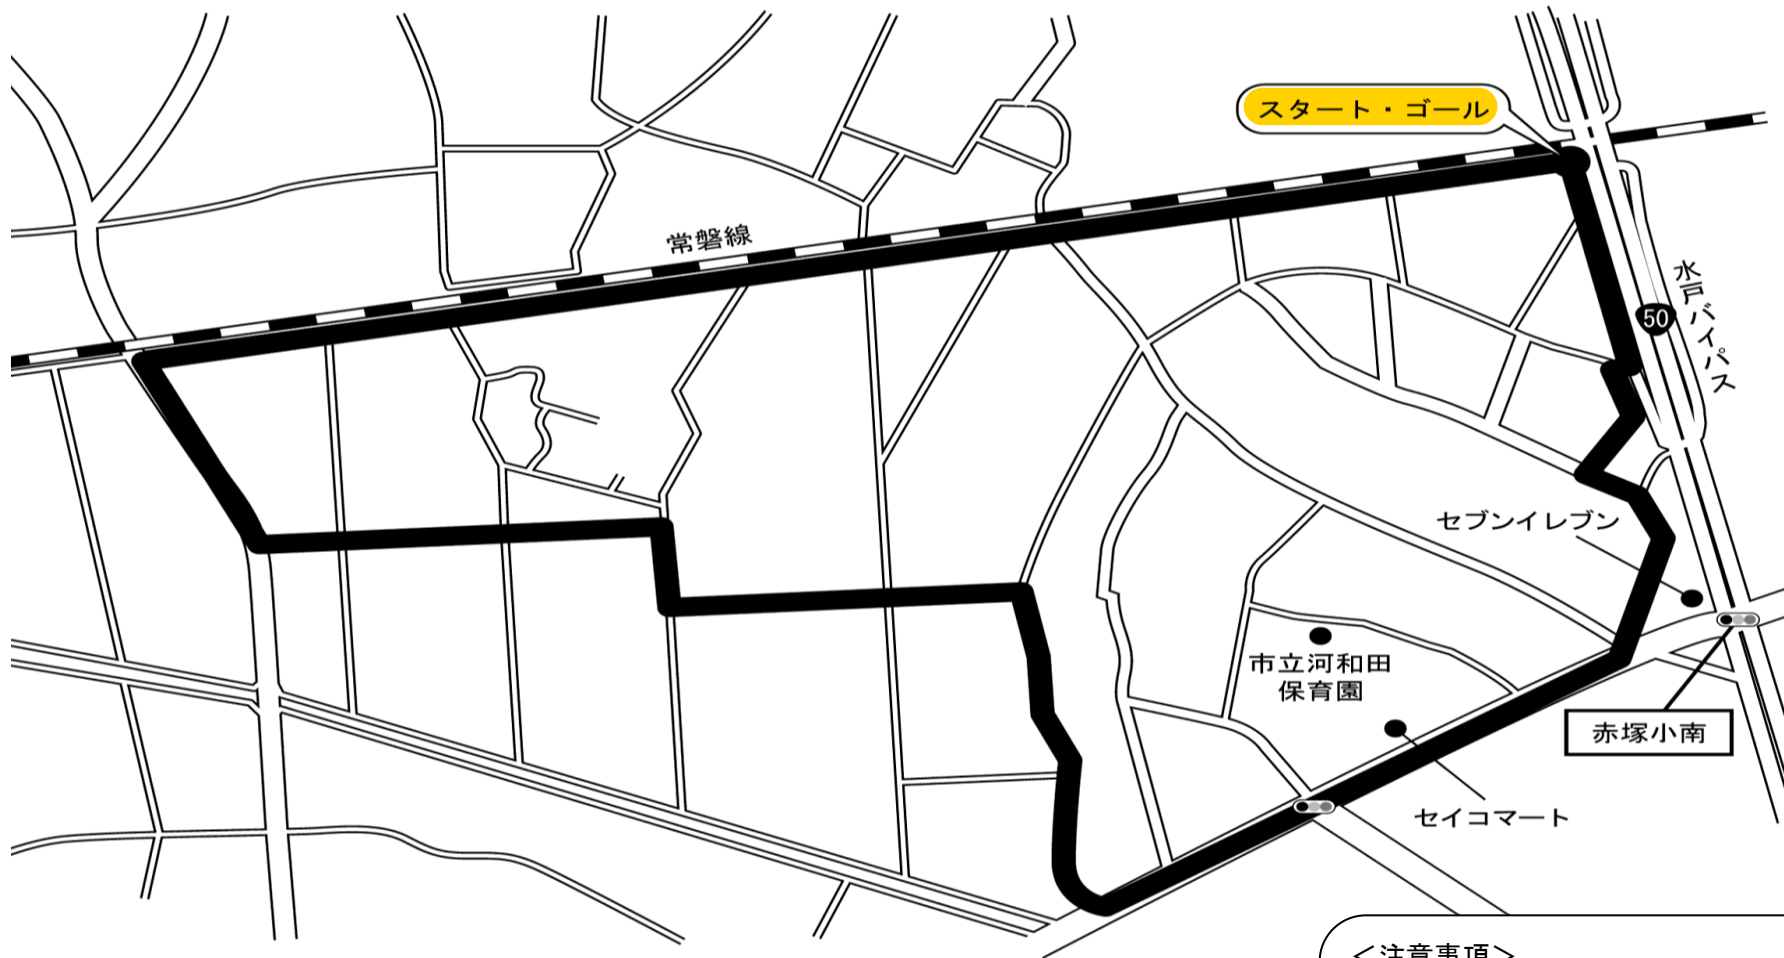 スタート・ゴール
常磐線
水戸バイパス
50
セブンイレブン
市立河和田
保育園
赤塚小南
セイコマート
＜注意事項＞